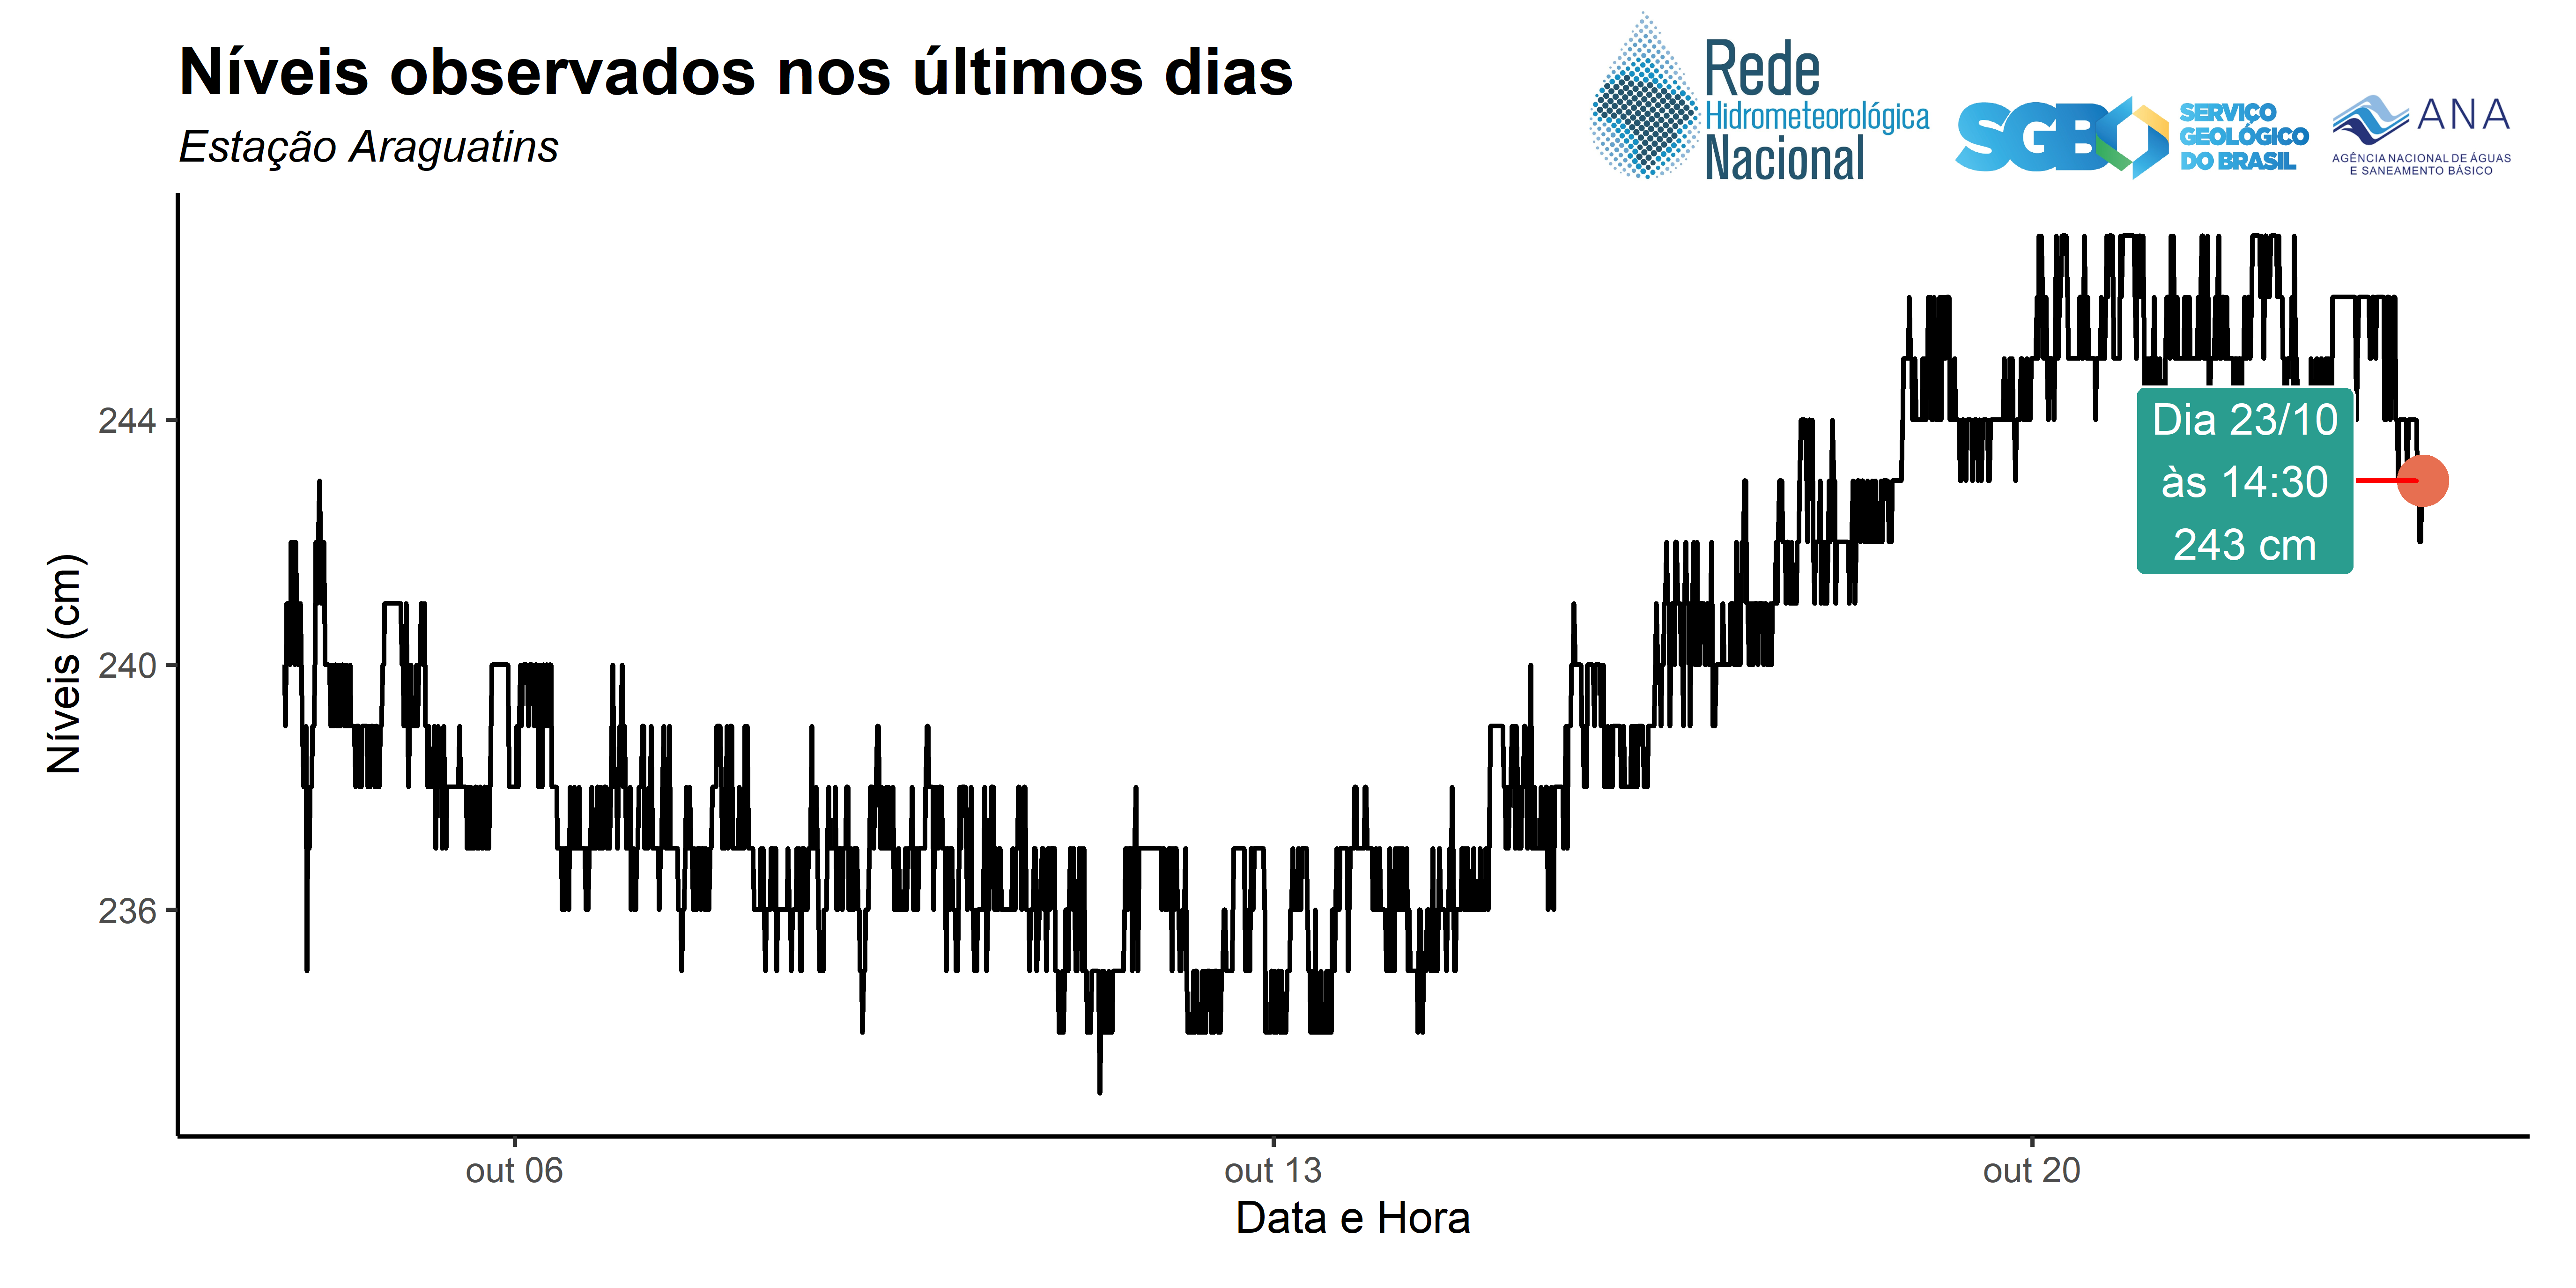 Níveis observados nos últimos dias
Estação Araguatins
Rede
Hidrometeorológica
Nacional
SGB
SERVIÇO
GEOLÓGICO
DO BRASIL
ANA
AGÊNCIA NACIONAL DE ÁGUAS
E SANEAMENTO BÁSICO
Níveis (cm)
244
240
236
Dia 23/10
às 14:30
243 cm
out 06
out 13
out 20
Data e Hora